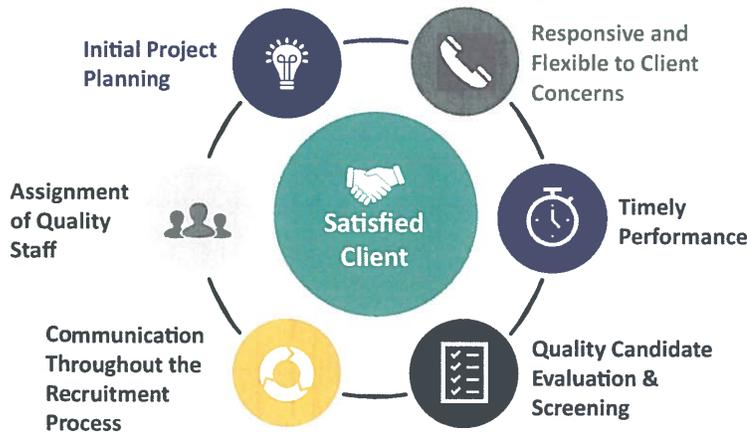 Initial Project
Planning
Responsive and
Flexible to Client
Concerns
Assignment
of Quality
Staff
Satisfied
Client
Timely
Performance
Communication
Throughout the
Recruitment
Process
Quality Candidate
Evaluation &
Screening